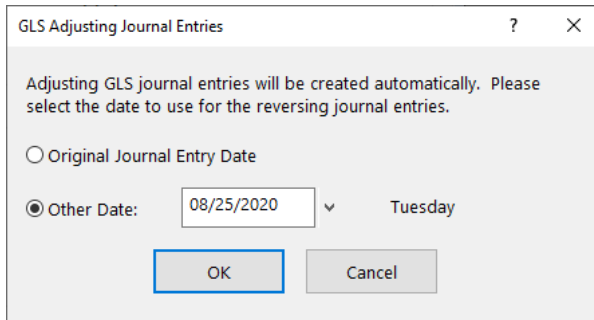 GLS Adjusting Journal Entries ?
Adjusting GLS journal entries will be created automatically. Please
select the date to use for the reversing journal entries.
Original Journal Entry Date
Other Date: 08/25/2020 Tuesday
OK Cancel